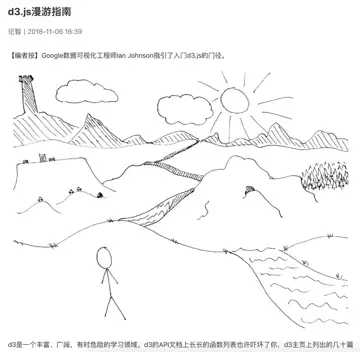 d3.js漫游指南
论智 | 2018-11-06 16:39
【编者按】Google数据可视化工程师Ian Johnson指引了入门d3.js的门径。
d3是一个丰富、广阔，有时危险的学习领域，d3的API文档上长长的函数列表也许吓坏了你，d3主页上列出的几十篇